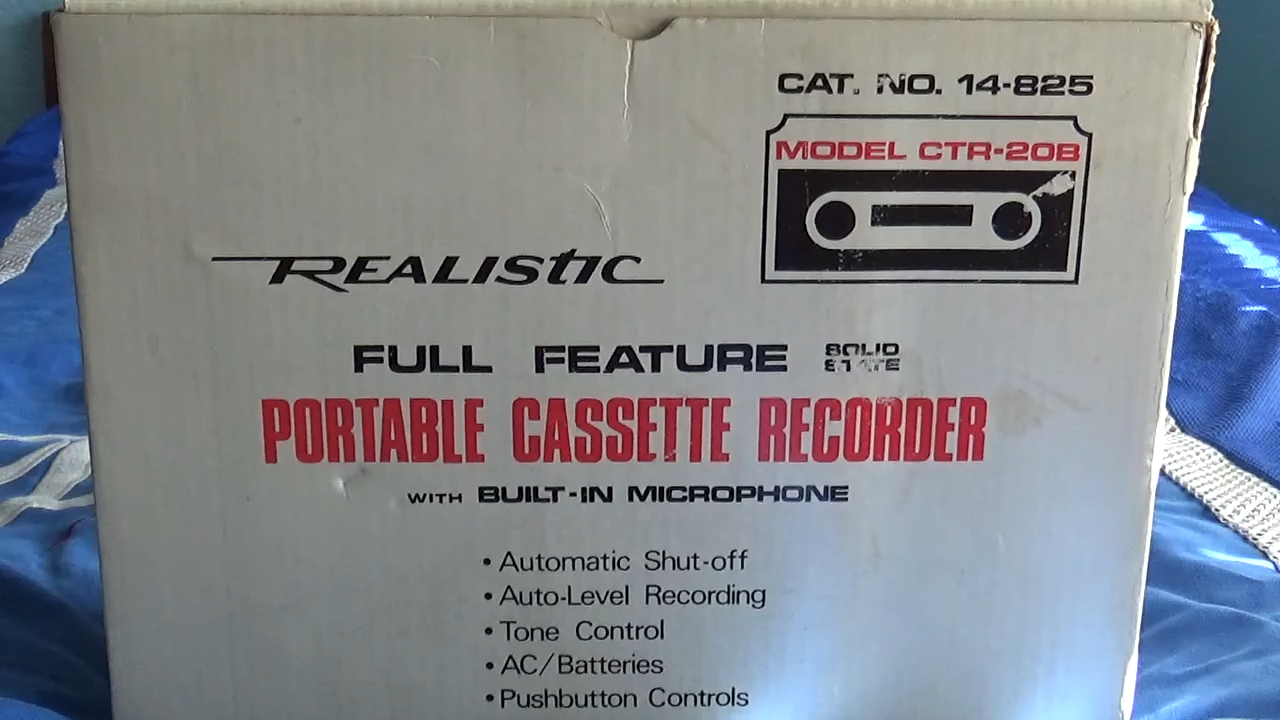 CAT. NO. 14-825
MODEL CTR-20B
REALISTIC
FULL FEATURE SOLID STATE
PORTABLE CASSETTE RECORDER
WITH BUILT-IN MICROPHONE
• Automatic Shut-off
• Auto-Level Recording
• Tone Control
• AC/Batteries
• Pushbutton Controls